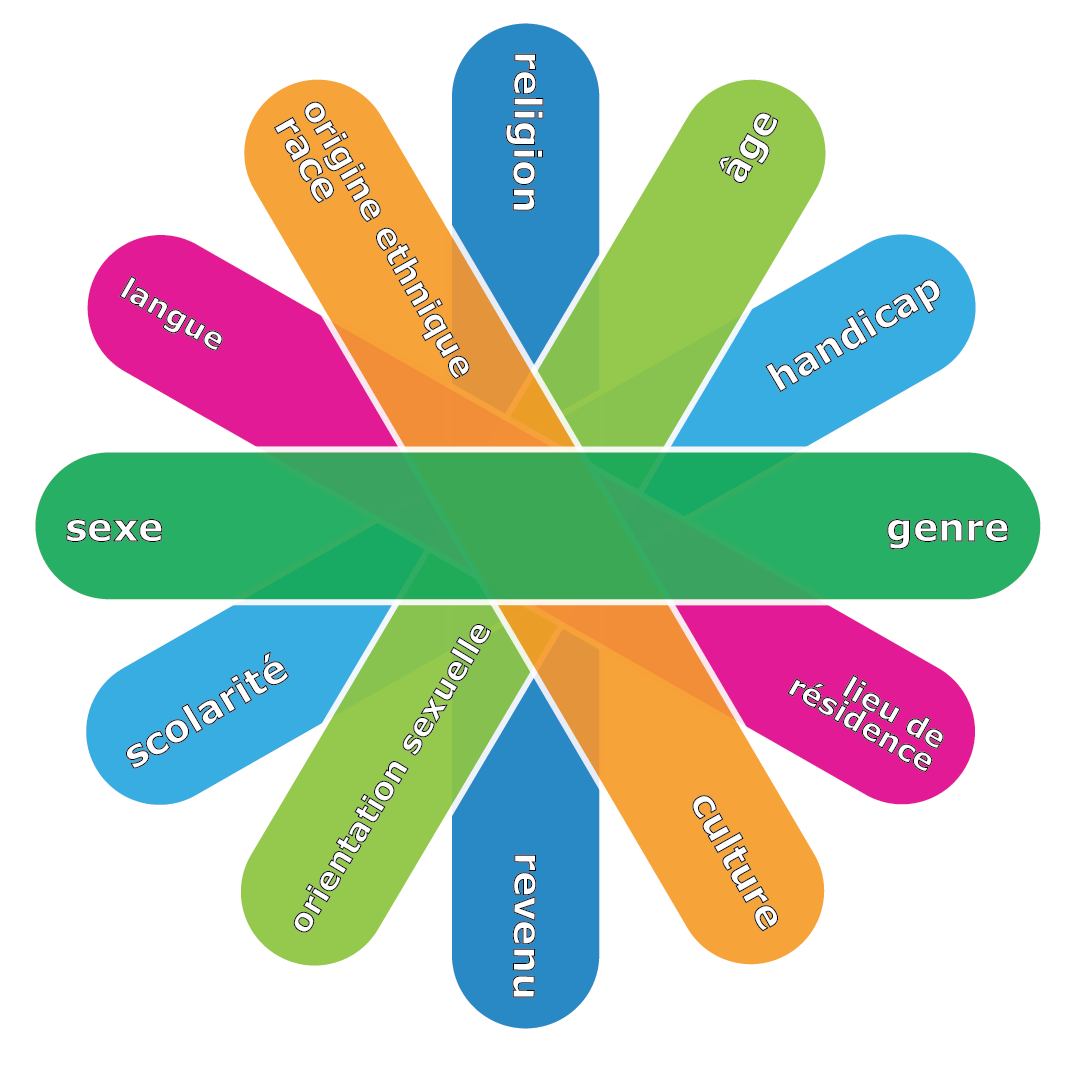 religion
âge
handicap
genre
lieu de
résidence
culture
revenu
orientation sexuelle
scolarité
sexe
langue
origine ethnique
race